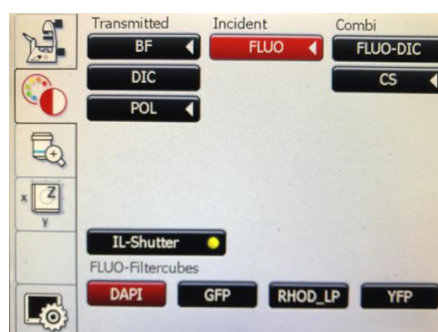 Transmitted Incident Combi
BF FLUO FLUO-DIC
DIC CS
POL
x Z
y
IL-Shutter
FLUO-Filtercubes
DAPI GFP RHOD_LP YFP